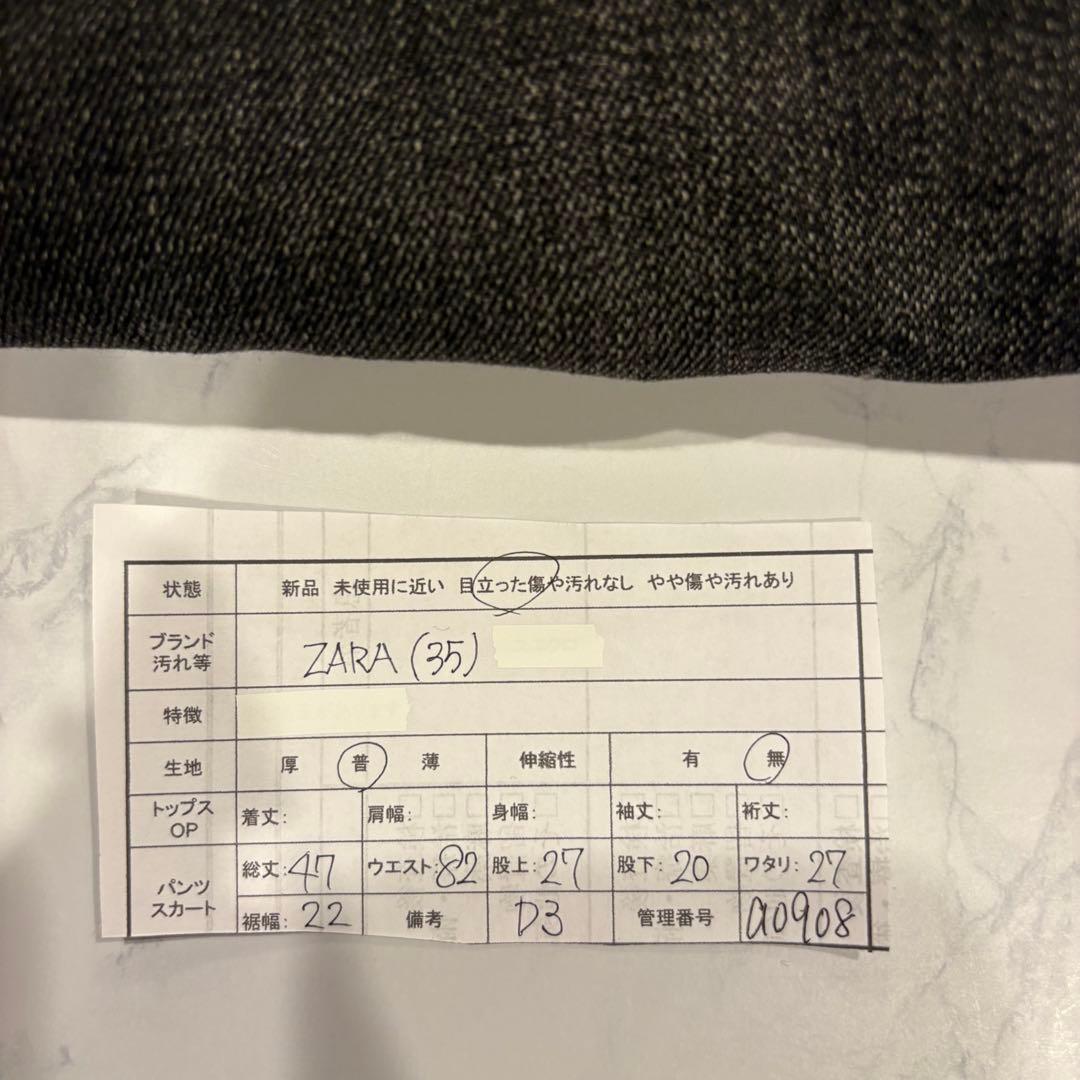 状態 新品 未使用に近い 目立った傷や汚れなし やや傷や汚れあり
ブランド
汚れ等 ZARA (35)
特徴
生地 厚 普 薄 伸縮性 有 無
トップス
OP 着丈: 肩幅: 身幅: 袖丈: 裄丈:
パンツ
スカート
総丈:47 ウエスト:82 股上:27 股下:20 ワタリ:27
裾幅:22 備考 D3 管理番号 a0908